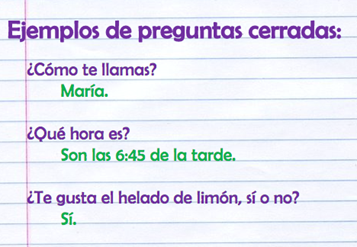 Ejemplos de preguntas cerradas:
¿Cómo te llamas?
María.
¿Qué hora es?
Son las 6:45 de la tarde.
¿Te gusta el helado de limón, sí o no?
Sí.